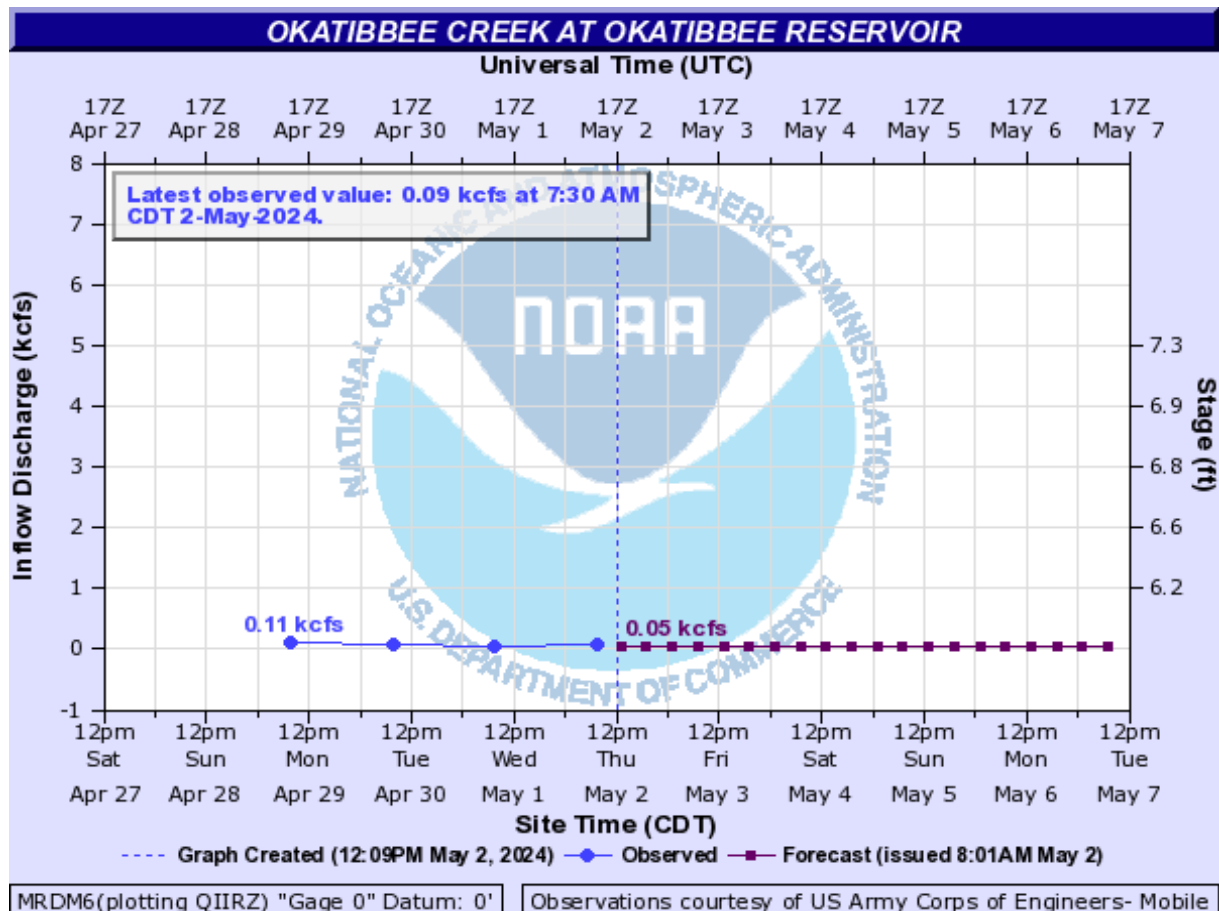 OKATIBBEE CREEK AT OKATIBBEE RESERVOIR
Universal Time (UTC)
17Z 17Z 17Z 17Z 17Z 17Z 17Z 17Z 17Z 17Z 17Z
Apr 27 Apr 28 Apr 29 Apr 30 May 1 May 2 May 3 May 4 May 5 May 6 May 7
Latest observed value: 0.09 kcfs at 7:30 AM
CDT 2-May-2024.
NATIONAL OCEANIC AND ATMOSPHERIC ADMINISTRATION
NOAA
U.S. DEPARTMENT OF COMMERCE
Inflow Discharge (kcfs)
8
7
6
5
4
3
2
1
0
-1
Stage (ft)
7.3
6.9
6.8
6.6
6.2
0.11 kcfs
0.05 kcfs
12pm 12pm 12pm 12pm 12pm 12pm 12pm 12pm 12pm 12pm 12pm
Sat Sun Mon Tue Wed Thu Fri Sat Sun Mon Tue
Apr 27 Apr 28 Apr 29 Apr 30 May 1 May 2 May 3 May 4 May 5 May 6 May 7
Site Time (CDT)
Graph Created (12:09PM May 2, 2024) Observed Forecast (issued 8:01AM May 2)
MRDM6(plotting QIIRZ) "Gage 0" Datum: 0'
Observations courtesy of US Army Corps of Engineers- Mobile